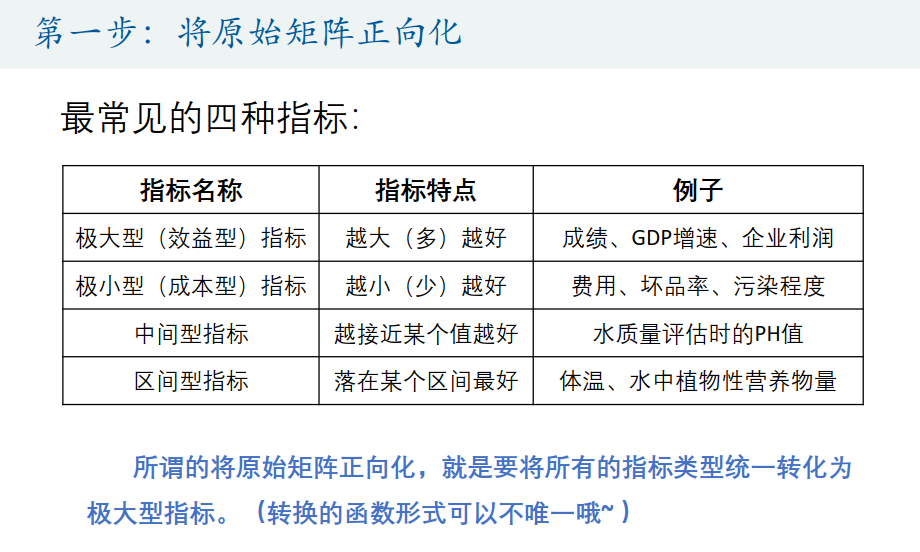 第一步：将原始矩阵正向化
最常见的四种指标：
指标名称 指标特点 例子
极大型（效益型）指标 越大（多）越好 成绩、GDP增速、企业利润
极小型（成本型）指标 越小（少）越好 费用、坏品率、污染程度
中间型指标 越接近某个值越好 水质量评估时的PH值
区间型指标 落在某个区间最好 体温、水中植物性营养物量
所谓的将原始矩阵正向化，就是要将所有的指标类型统一转化为
极大型指标。（转换的函数形式可以不唯一哦~ ）